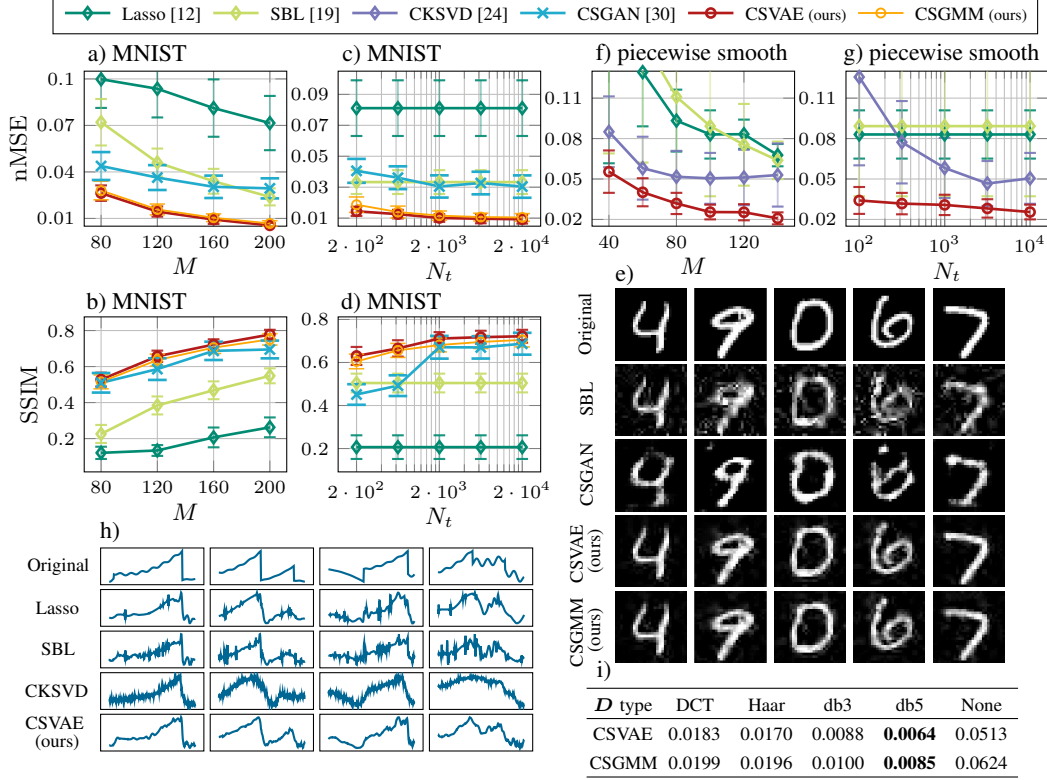 Lasso [12] SBL [19] CKSVD [24] CSGAN [30] CSVAE (ours) CSGMM (ours)
a) MNIST
nMSE
0.1
0.07
0.04
0.01
80 120 160 200
M
c) MNIST
0.09
0.07
0.05
0.03
0.01
2 · 10² 2 · 10³ 2 · 10⁴
N_t
f) piecewise smooth
0.11
0.08
0.05
0.02
40 80 120
M
g) piecewise smooth
0.11
0.08
0.05
0.02
10² 10³ 10⁴
N_t
b) MNIST
SSIM
0.8
0.6
0.4
0.2
80 120 160 200
M
d) MNIST
0.8
0.6
0.4
0.2
2 · 10² 2 · 10³ 2 · 10⁴
N_t
e)
Original
SBL
CSGAN
CSVAE
(ours)
CSGMM
(ours)
h)
Original
Lasso
SBL
CKSVD
CSVAE
(ours)
i)
D type DCT Haar db3 db5 None
CSVAE 0.0183 0.0170 0.0088 0.0064 0.0513
CSGMM 0.0199 0.0196 0.0100 0.0085 0.0624